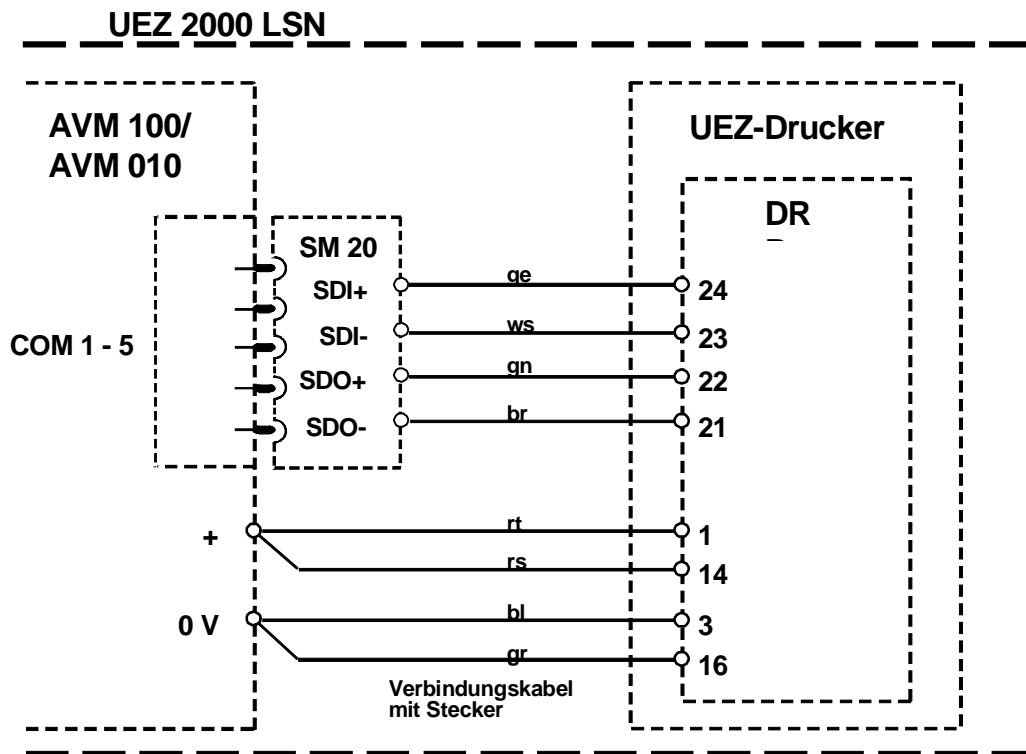 UEZ 2000 LSN
AVM 100/
AVM 010
UEZ-Drucker
DR
SM 20
SDI+
ge
24
COM 1 - 5
SDI-
ws
23
SDO+
gn
22
SDO-
br
21
+
rt
1
rs
14
0 V
bl
3
gr
16
Verbindungskabel
mit Stecker